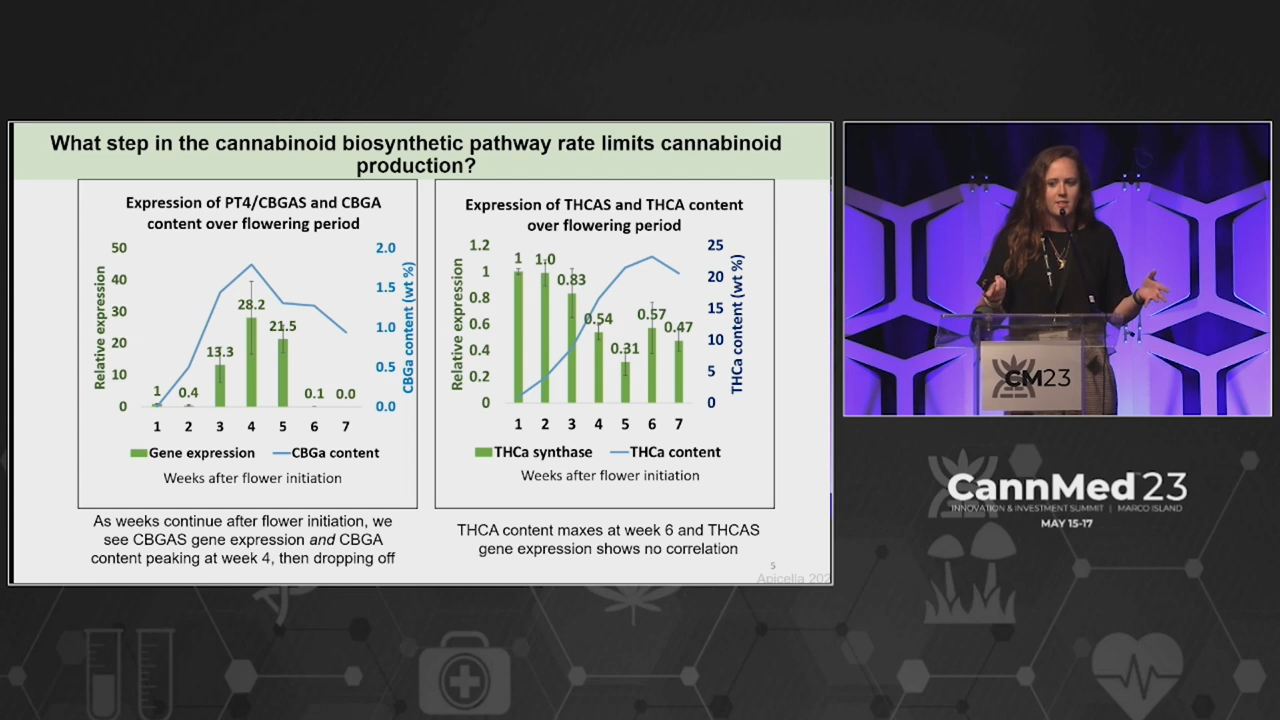 What step in the cannabinoid biosynthetic pathway rate limits cannabinoid
production?
Expression of PT4/CBGAS and CBGA
content over flowering period
50
40
30
20
10
0
Relative expression
2.0
1.5
1.0
0.5
0.0
CBGa content (wt %)
1
0.4
13.3
28.2
21.5
0.1
0.0
1 2 3 4 5 6 7
Gene expression CBGa content
Weeks after flower initiation
As weeks continue after flower initiation, we
see CBGAS gene expression and CBGA
content peaking at week 4, then dropping off
Expression of THCAS and THCA content
over flowering period
1.2
1
0.8
0.6
0.4
0.2
0
Relative expression
25
20
15
10
5
0
THCa content (wt %)
1
1.0
0.83
0.54
0.31
0.57
0.47
1 2 3 4 5 6 7
THCa synthase THCa content
Weeks after flower initiation
THCA content maxes at week 6 and THCAS
gene expression shows no correlation
5
Apicella 202
CM23
CannMed 23
INNOVATION & INVESTMENT SUMMIT | MARCO ISLAND
MAY 15-17